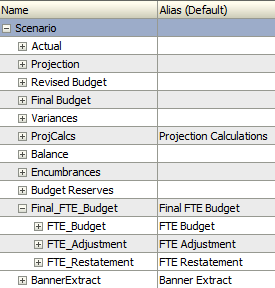 Name Alias (Default)
Scenario
Actual
Projection
Revised Budget
Final Budget
Variances
ProjCalcs Projection Calculations
Balance
Encumbrances
Budget Reserves
Final_FTE_Budget Final FTE Budget
FTE_Budget FTE Budget
FTE_Adjustment FTE Adjustment
FTE_Restatement FTE Restatement
BannerExtract Banner Extract